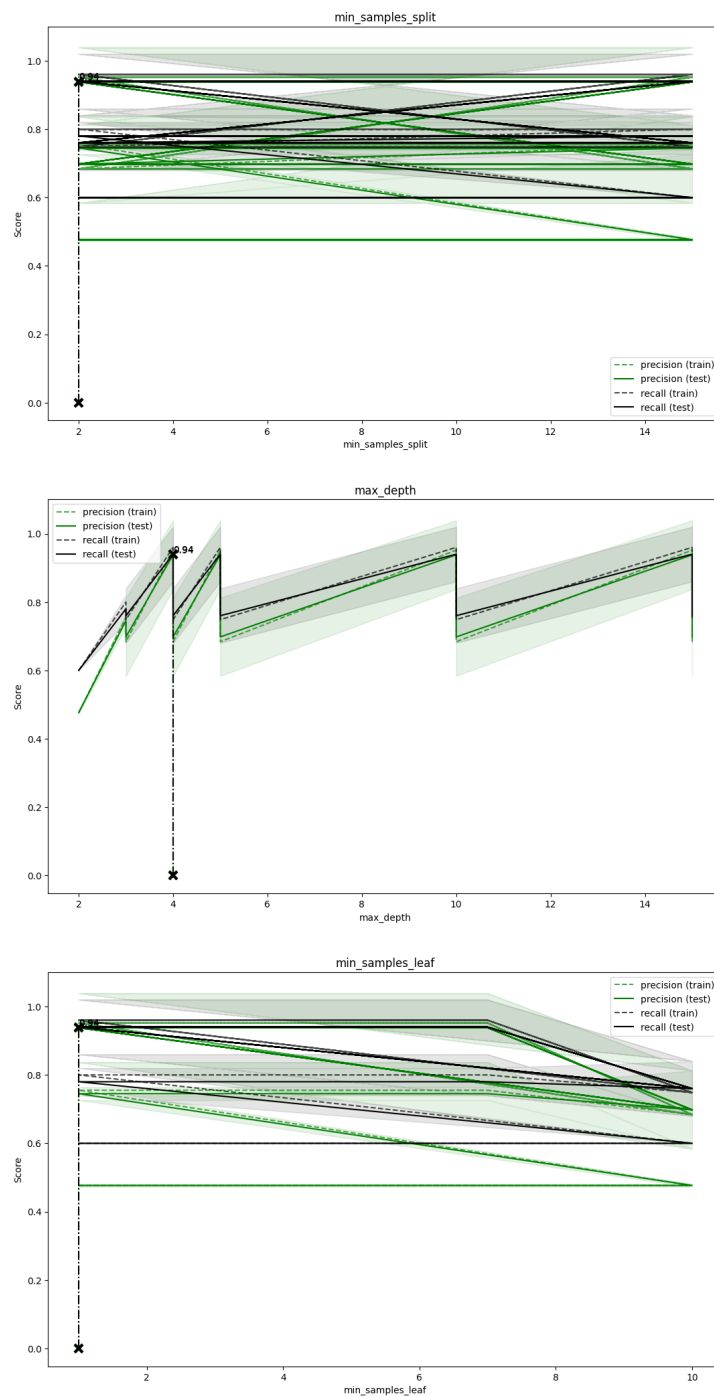 min_samples_split
1.0
0.94
0.8
0.6
Score
0.4
0.2
0.0
precision (train)
precision (test)
recall (train)
recall (test)
2 4 6 8 10 12 14
min_samples_split
max_depth
precision (train)
precision (test)
recall (train)
recall (test)
1.0
0.94
0.8
0.6
Score
0.4
0.2
0.0
2 4 6 8 10 12 14
max_depth
min_samples_leaf
precision (train)
precision (test)
recall (train)
recall (test)
1.0
0.94
0.8
0.6
Score
0.4
0.2
0.0
2 4 6 8 10
min_samples_leaf